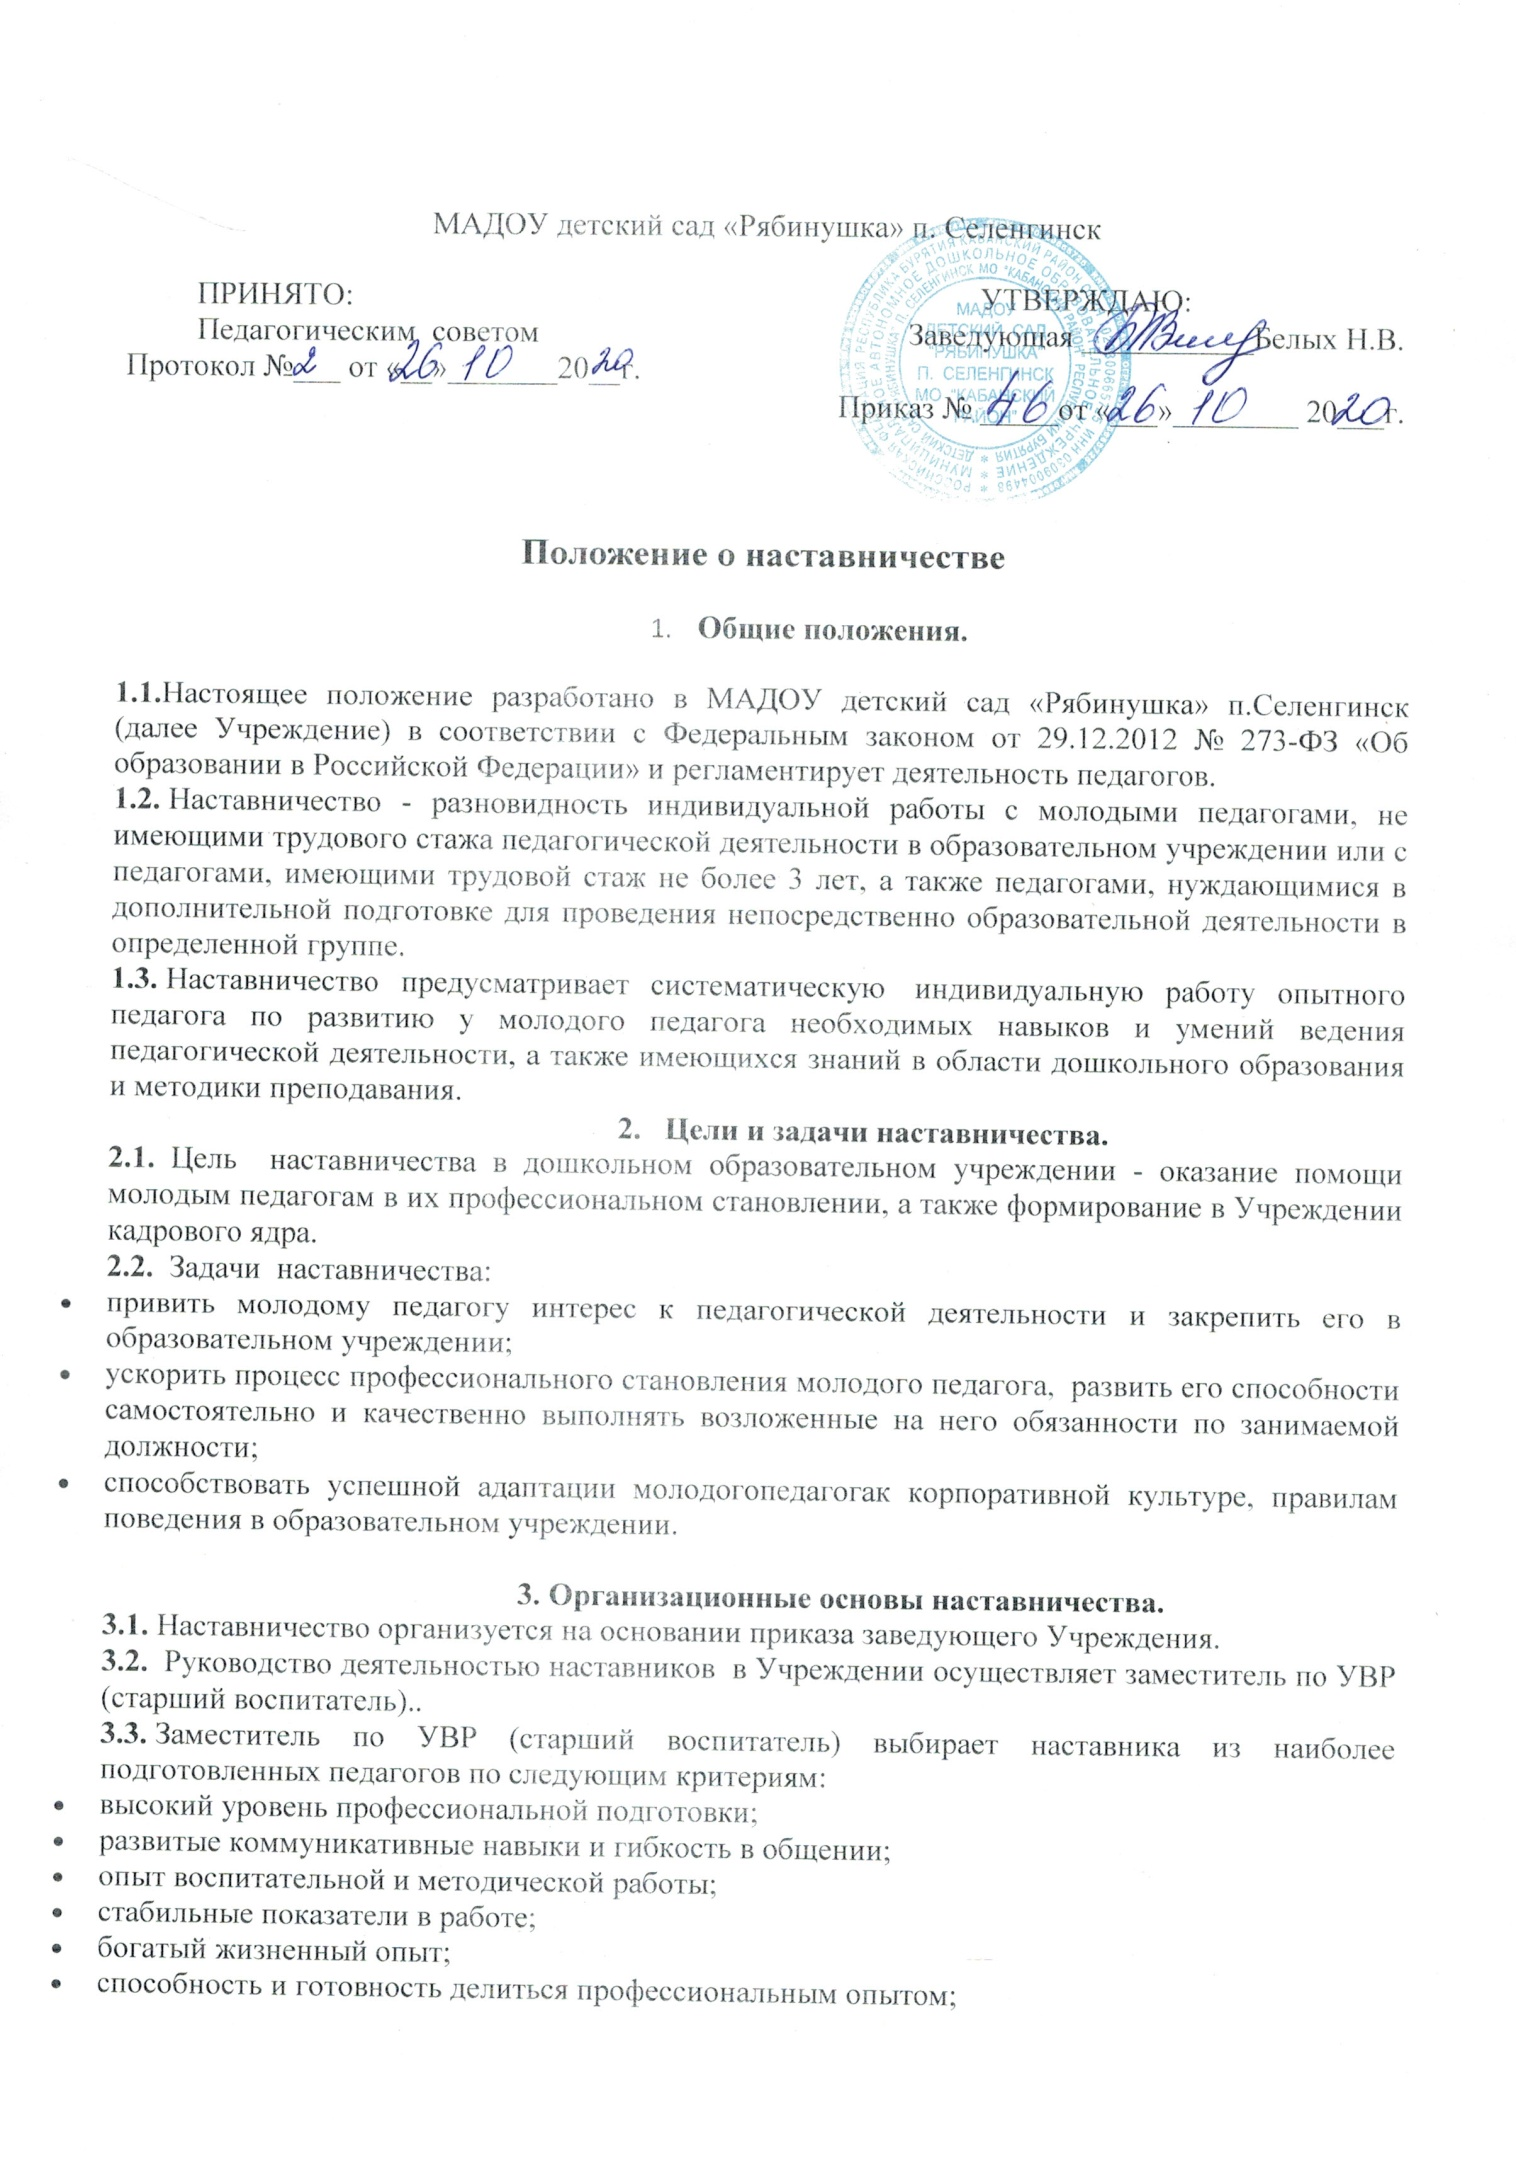 МАДОУ детский сад «Рябинушка» п. Селенгинск
ПРИНЯТО:
Педагогическим советом
Протокол № 2 от «26» 10 2020г.
УТВЕРЖДАЮ:
Заведующая Белых Н.В.
Приказ № 46 от «26» 10 2020г.
МАДОУ
ДЕТСКИЙ САД
"РЯБИНУШКА"
П. СЕЛЕНГИНСК
МО "КАБАНСКИЙ
РАЙОН"
Положение о наставничестве
1. Общие положения.
1.1.Настоящее положение разработано в МАДОУ детский сад «Рябинушка» п.Селенгинск
(далее Учреждение) в соответствии с Федеральным законом от 29.12.2012 № 273-ФЗ «Об
образовании в Российской Федерации» и регламентирует деятельность педагогов.
1.2. Наставничество - разновидность индивидуальной работы с молодыми педагогами, не
имеющими трудового стажа педагогической деятельности в образовательном учреждении или с
педагогами, имеющими трудовой стаж не более 3 лет, а также педагогами, нуждающимися в
дополнительной подготовке для проведения непосредственно образовательной деятельности в
определенной группе.
1.3. Наставничество предусматривает систематическую индивидуальную работу опытного
педагога по развитию у молодого педагога необходимых навыков и умений ведения
педагогической деятельности, а также имеющихся знаний в области дошкольного образования
и методики преподавания.
2. Цели и задачи наставничества.
2.1. Цель наставничества в дошкольном образовательном учреждении - оказание помощи
молодым педагогам в их профессиональном становлении, а также формирование в Учреждении
кадрового ядра.
2.2. Задачи наставничества:
• привить молодому педагогу интерес к педагогической деятельности и закрепить его в
образовательном учреждении;
• ускорить процесс профессионального становления молодого педагога, развить его способности
самостоятельно и качественно выполнять возложенные на него обязанности по занимаемой
должности;
• способствовать успешной адаптации молодогопедагогак корпоративной культуре, правилам
поведения в образовательном учреждении.
3. Организационные основы наставничества.
3.1. Наставничество организуется на основании приказа заведующего Учреждения.
3.2. Руководство деятельностью наставников в Учреждении осуществляет заместитель по УВР
(старший воспитатель)..
3.3. Заместитель по УВР (старший воспитатель) выбирает наставника из наиболее
подготовленных педагогов по следующим критериям:
• высокий уровень профессиональной подготовки;
• развитые коммуникативные навыки и гибкость в общении;
• опыт воспитательной и методической работы;
• стабильные показатели в работе;
• богатый жизненный опыт;
• способность и готовность делиться профессиональным опытом;